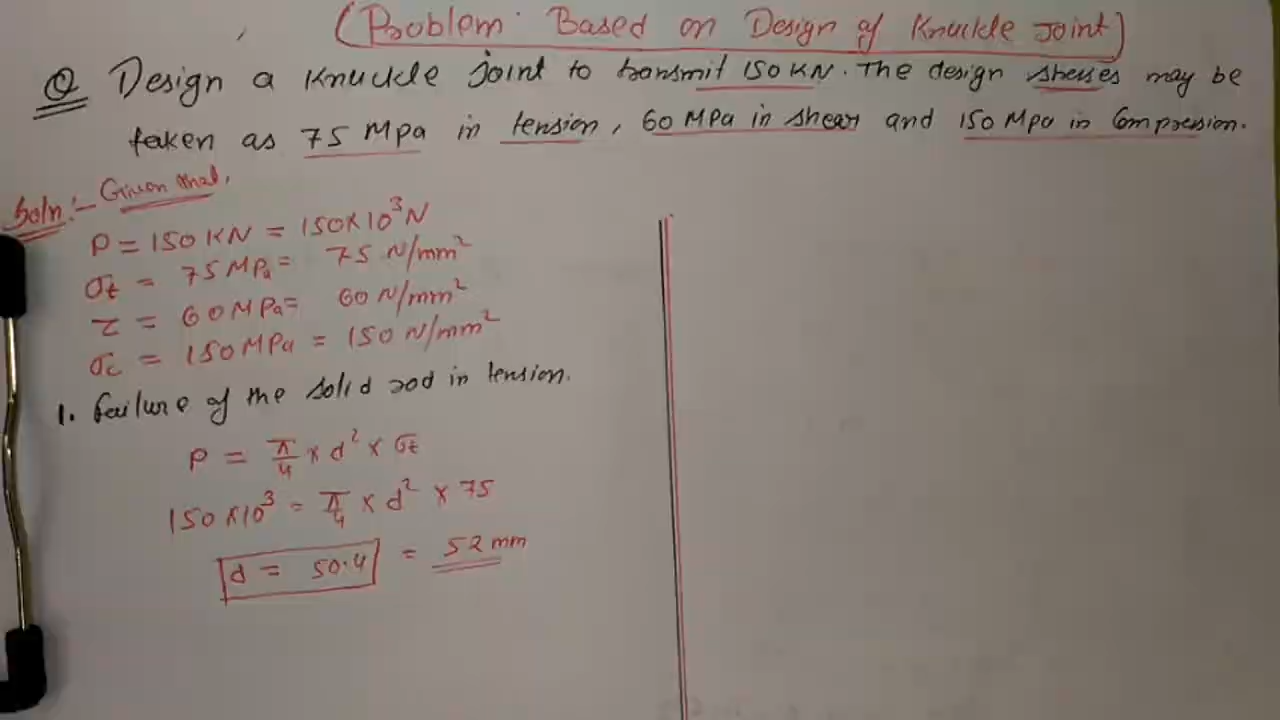 (Problem Based on Design of Knuckle Joint)
Q Design a Knuckle Joint to transmit 150 KN. The design stresses may be
taken as 75 MPa in tension, 60 MPa in shear and 150 MPa in Compression.
Soln:- Given that,
P = 150 KN = 150×10³ N
σt = 75 MPa = 75 N/mm²
τ = 60 MPa = 60 N/mm²
σc = 150 MPa = 150 N/mm²
1. Failure of the solid rod in tension.
P = π/4 × d² × σt
150×10³ = π/4 × d² × 75
d = 50.4 = 52 mm